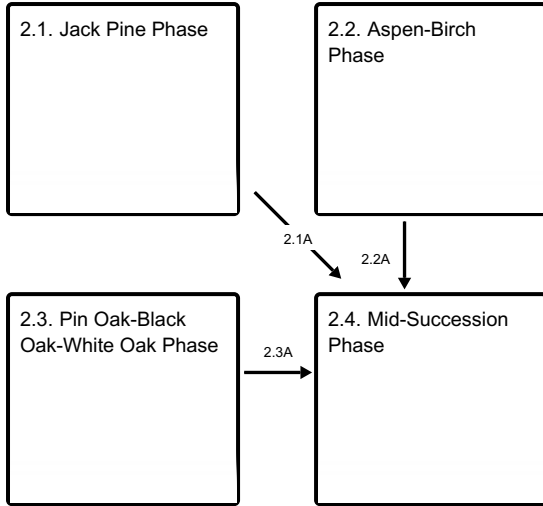 2.1. Jack Pine Phase
2.2. Aspen-Birch
Phase
2.1A
2.2A
2.3. Pin Oak-Black
Oak-White Oak Phase
2.3A
2.4. Mid-Succession
Phase